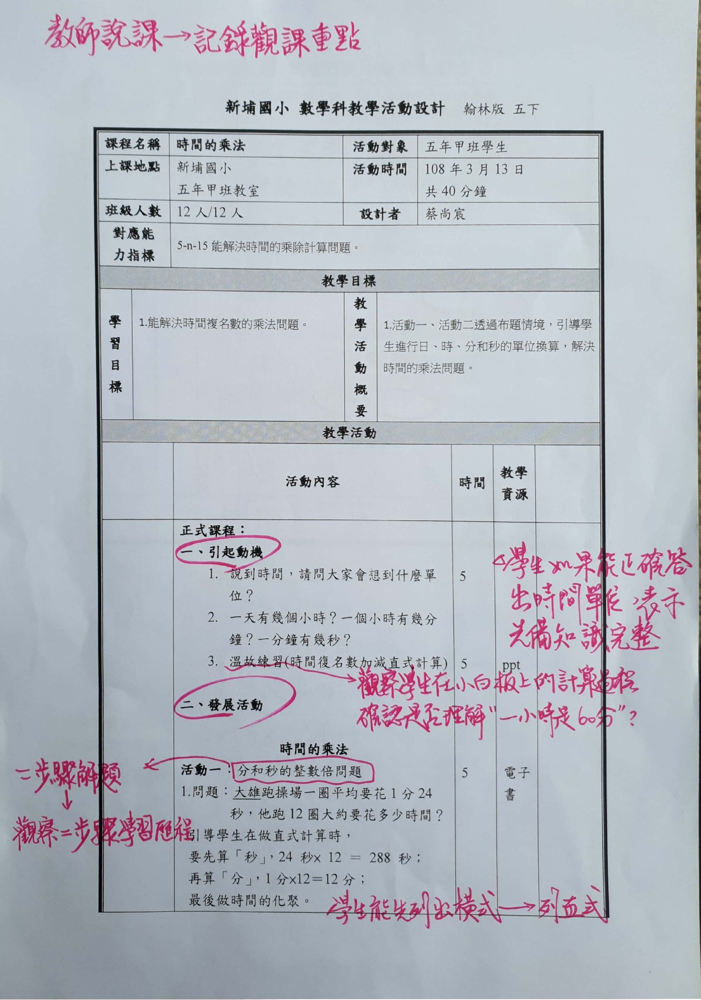 教師說課→記錄觀課重點
新埔國小 數學科教學活動設計 翰林版 五下
課程名稱 時間的乘法 活動對象 五年甲班學生
上課地點 新埔國小 活動時間 108 年 3 月 13 日
五年甲班教室 共 40 分鐘
班級人數 12 人/12 人 設計者 蔡尚宸
對應能力指標 5-n-15 能解決時間的乘除計算問題。
教學目標
學習目標 1.能解決時間複名數的乘法問題。
教學活動概要 1.活動一、活動二透過布題情境，引導學
生進行日、時、分和秒的單位換算，解決
時間的乘法問題。
教學活動
活動內容 時間 教學資源
正式課程：
一、引起動機
1. 說到時間，請問大家會想到什麼單 5
位？
2. 一天有幾個小時？一個小時有幾分
鐘？一分鐘有幾秒？
學生如果能正確答
出時間單位，表示
先備知識完整
3. 溫故練習(時間復名數加減直式計算) 5 ppt
→觀察學生在小白板上的計算過程
確認是否理解"一小時是60分"？
二、發展活動
時間的乘法
活動一：分和秒的整數倍問題 5 電子書
二步驟解題
↓
觀察二步驟學習歷程
1.問題：大雄跑操場一圈平均要花 1 分 24
秒，他跑 12 圈大約要花多少時間？
引導學生在做直式計算時，
要先算「秒」，24 秒× 12 = 288 秒；
再算「分」，1 分×12＝12 分；
最後做時間的化聚。
學生能先列出橫式→列直式